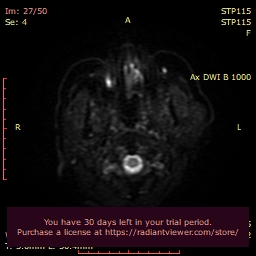 Im: 27/50
Se: 4
A
STP115
STP115
F
Ax DWI B 1000
R
L
You have 30 days left in your trial period.
Purchase a license at https://radiantviewer.com/store/